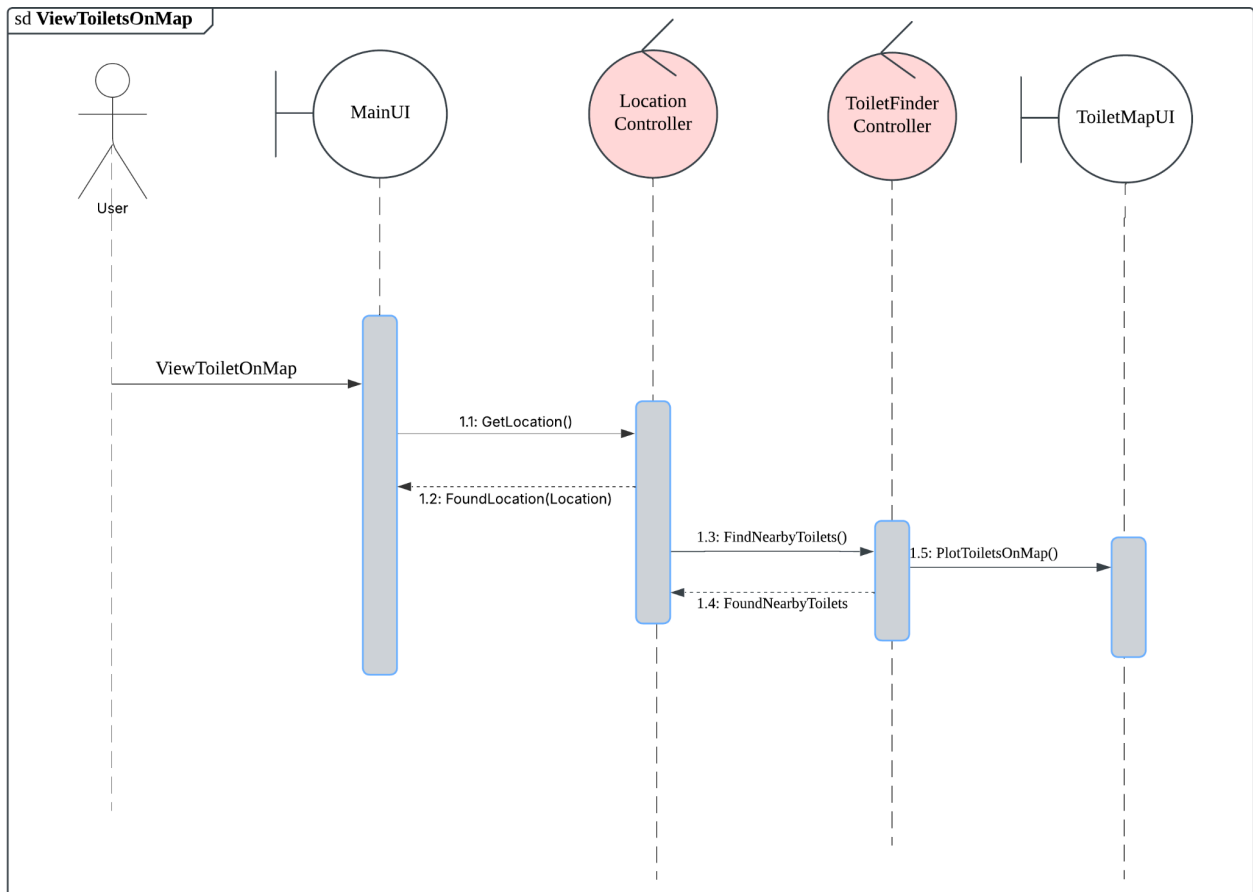 sd ViewToiletsOnMap
MainUI
Location
Controller
ToiletFinder
Controller
ToiletMapUI
User
ViewToiletOnMap
1.1: GetLocation()
1.2: FoundLocation(Location)
1.3: FindNearbyToilets()
1.5: PlotToiletsOnMap()
1.4: FoundNearbyToilets